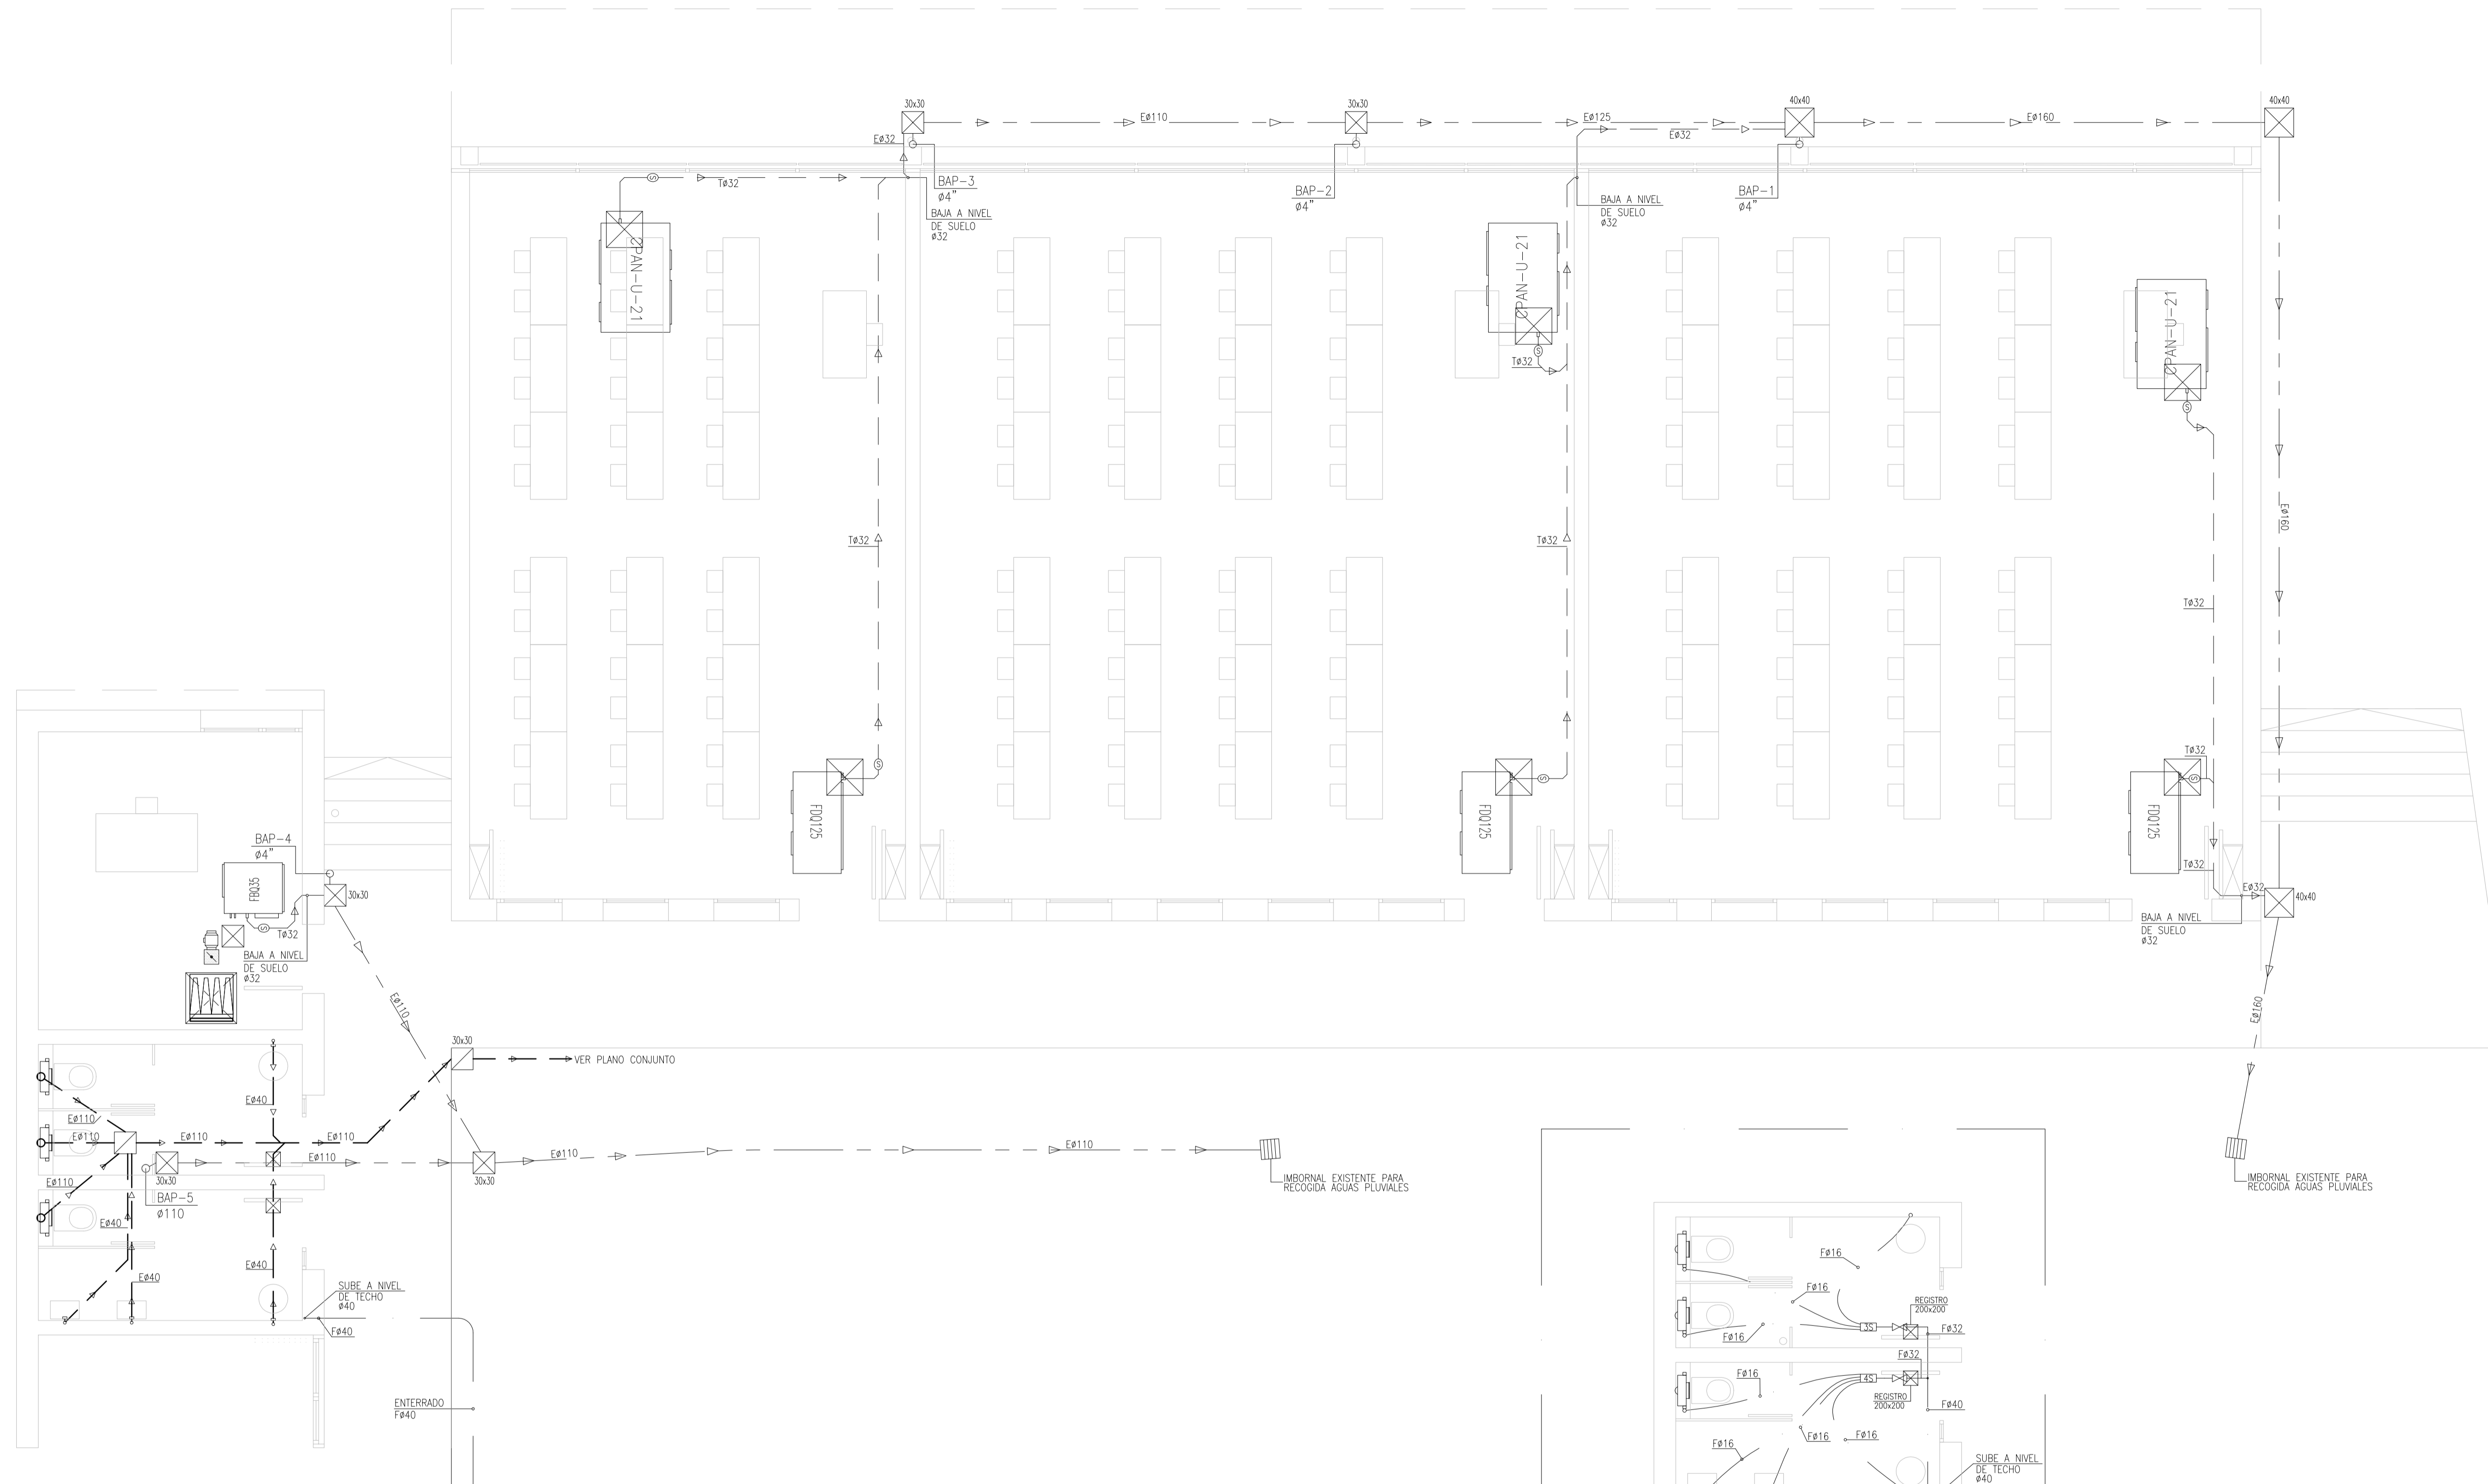 30x30
30x30
40x40
40x40
Eø110
Eø125
Eø160
Eø32
Eø32
Tø32
BAP-3
ø4"
BAP-2
ø4"
BAP-1
ø4"
BAJA A NIVEL
DE SUELO
ø32
BAJA A NIVEL
DE SUELO
ø32
CPAN-U-21
CPAN-U-21
CPAN-U-21
Tø32
Eø160
Tø32
Tø32
Tø32
Tø32
FDQ125
FDQ125
FDQ125
Tø32
Eø32
40x40
BAJA A NIVEL
DE SUELO
ø32
BAP-4
ø4"
FBQ35
30x30
Tø32
BAJA A NIVEL
DE SUELO
ø32
Eø110
Eø160
30x30
VER PLANO CONJUNTO
Eø40
Eø110
Eø110
Eø110
Eø110
Eø110
Eø110
Eø110
30x30
30x30
Eø110
BAP-5
ø110
IMBORNAL EXISTENTE PARA
RECOGIDA AGUAS PLUVIALES
IMBORNAL EXISTENTE PARA
RECOGIDA AGUAS PLUVIALES
Eø40
Eø40
Eø40
SUBE A NIVEL
DE TECHO
ø40
Fø40
ENTERRADO
Fø40
Fø16
Fø16
REGISTRO
200x200
3S
Fø32
Fø16
Fø32
Fø16
4S
REGISTRO
200x200
Fø40
Fø16
Fø16
Fø16
SUBE A NIVEL
DE TECHO
ø40